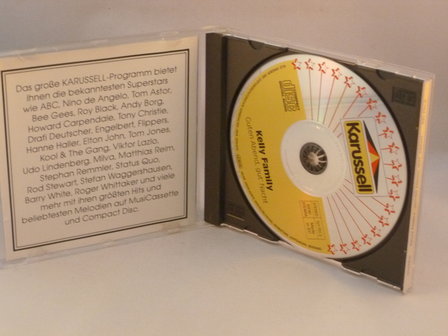 Das große KARUSSELL-Programm bietet
Ihnen die bekanntesten Superstars
wie ABC, Nino de Angelo, Tom Astor,
Bee Gees, Roy Black, Andy Borg,
Howard Carpendale, Tony Christie,
Drafi Deutscher, Engelbert, Flippers,
Hanne Haller, Elton John, Tom Jones,
Kool & The Gang, Viktor Lazlo,
Udo Lindenberg, Milva, Matthias Reim,
Stephan Remmler, Status Quo,
Rod Stewart, Stefan Waggershausen,
Barry White, Roger Whittaker und viele
mehr mit ihren größten Hits und
beliebtesten Melodien auf MusiCassette
und Compact Disc.
Karussell
Kelly Family
Guten Abend, gut' Nacht